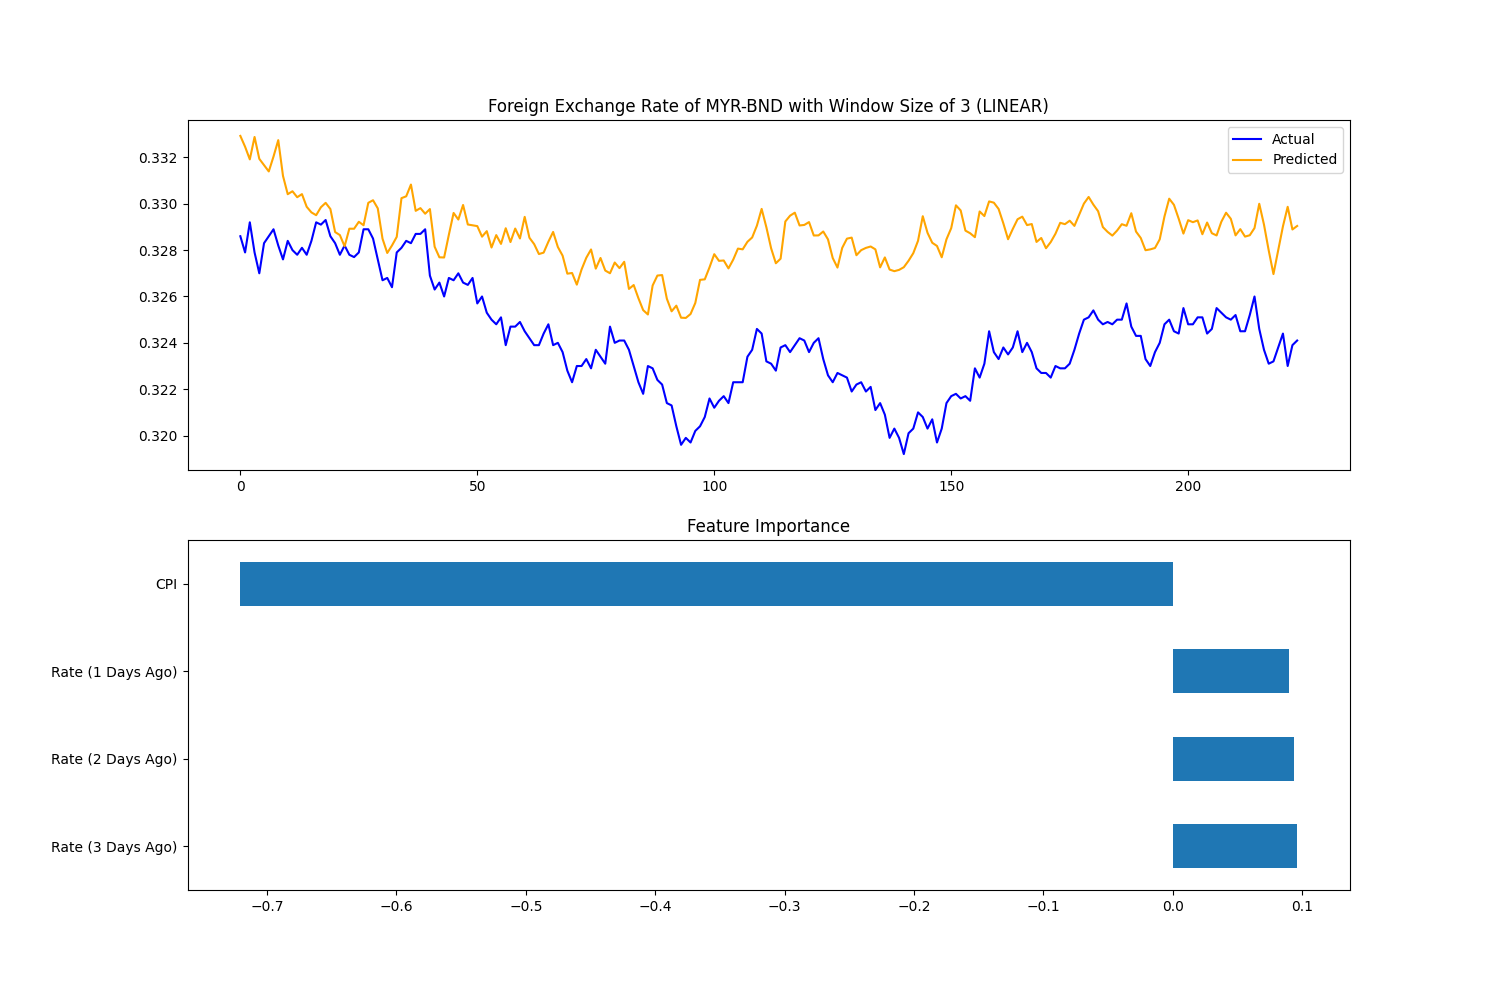 Foreign Exchange Rate of MYR-BND with Window Size of 3 (LINEAR)
Actual
Predicted
0.332
0.330
0.328
0.326
0.324
0.322
0.320
0 50 100 150 200
Feature Importance
CPI
Rate (1 Days Ago)
Rate (2 Days Ago)
Rate (3 Days Ago)
−0.7 −0.6 −0.5 −0.4 −0.3 −0.2 −0.1 0.0 0.1